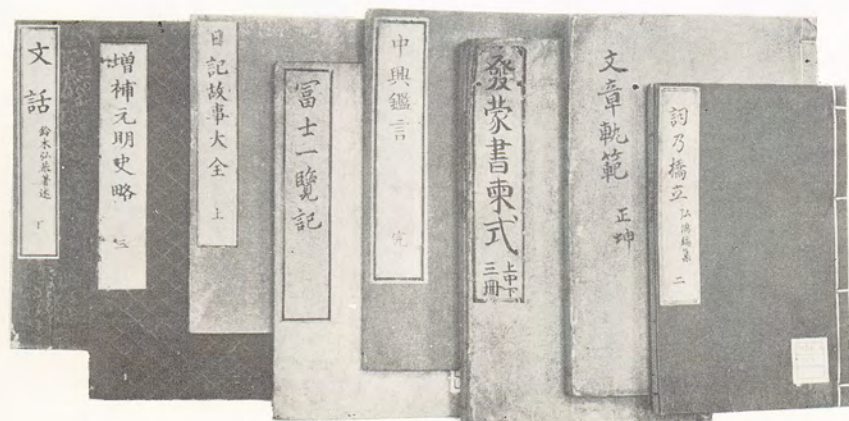 文話
鈴木弘恭著述
下
增補元明史略
三
日記故事大全
上
冨士一覽記
中興鑑言
完
發蒙書柬式
上中下
三冊
文章軌範
正坤
詞乃橋立
弘鴻編集
二